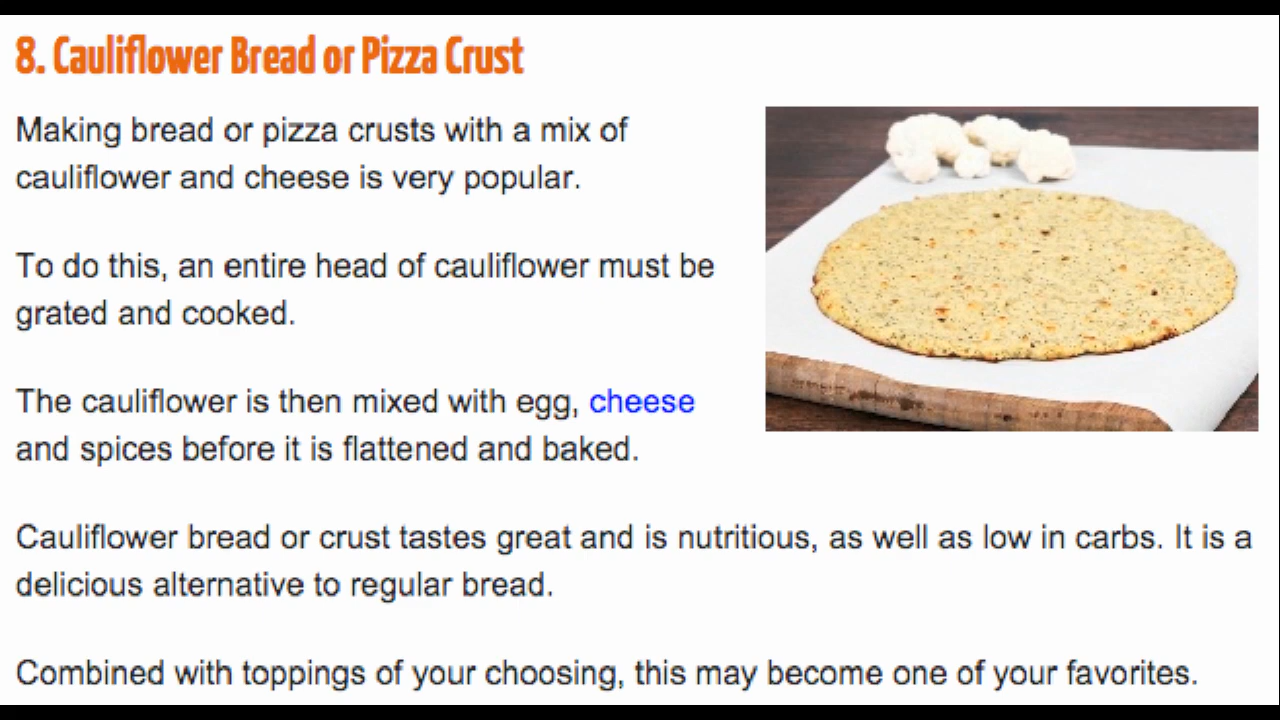 8. Cauliflower Bread or Pizza Crust
Making bread or pizza crusts with a mix of
cauliflower and cheese is very popular.
To do this, an entire head of cauliflower must be
grated and cooked.
The cauliflower is then mixed with egg, cheese
and spices before it is flattened and baked.
Cauliflower bread or crust tastes great and is nutritious, as well as low in carbs. It is a
delicious alternative to regular bread.
Combined with toppings of your choosing, this may become one of your favorites.